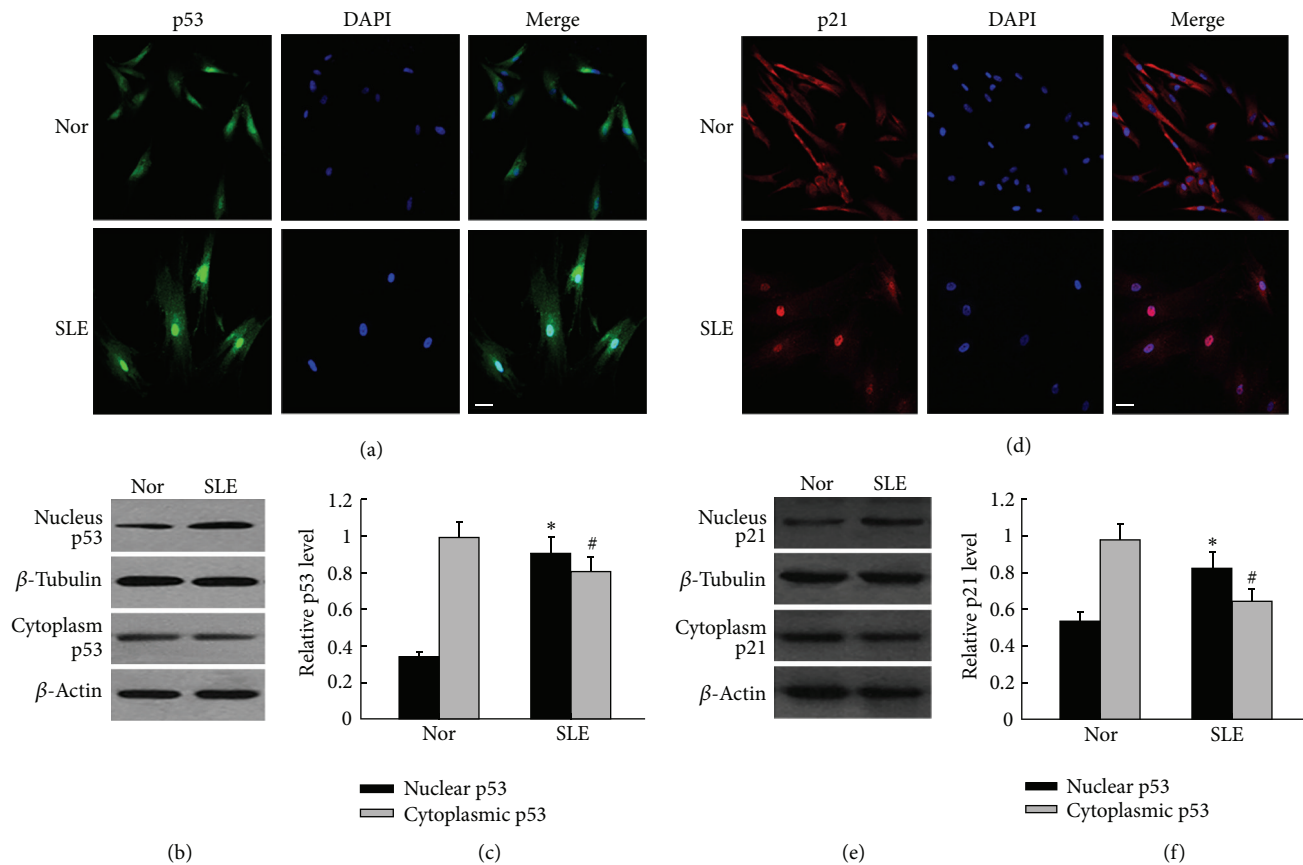 p53 DAPI Merge
Nor
SLE
(a)
p21 DAPI Merge
Nor
SLE
(d)
Nor SLE
Nucleus
p53
β-Tubulin
Cytoplasm
p53
β-Actin
(b)
Relative p53 level
1.2
1
0.8
0.6
0.4
0.2
0
*
#
Nor SLE
Nuclear p53
Cytoplasmic p53
(c)
Nor SLE
Nucleus
p21
β-Tubulin
Cytoplasm
p21
β-Actin
(e)
Relative p21 level
1.2
1
0.8
0.6
0.4
0.2
0
*
#
Nor SLE
Nuclear p53
Cytoplasmic p53
(f)